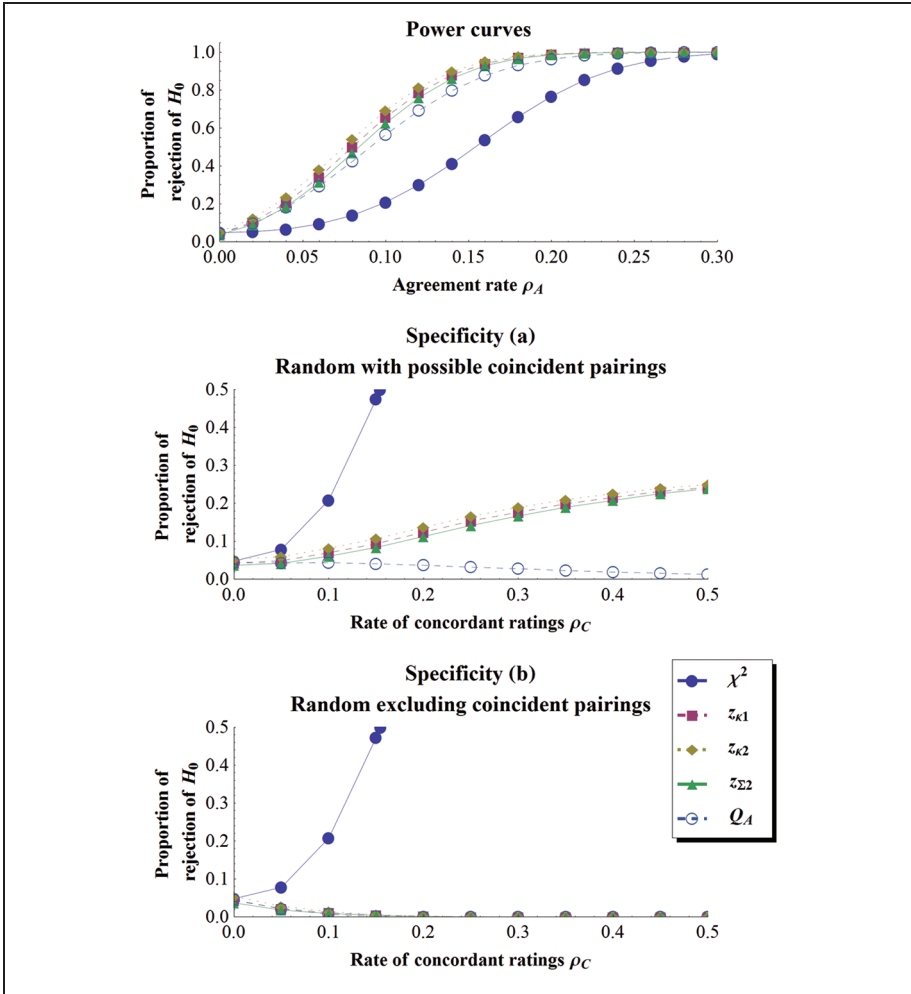 Power curves
Proportion of
rejection of H0
1.0
0.8
0.6
0.4
0.2
0.0
0.00 0.05 0.10 0.15 0.20 0.25 0.30
Agreement rate ρA
Specificity (a)
Random with possible coincident pairings
Proportion of
rejection of H0
0.5
0.4
0.3
0.2
0.1
0.0
0.0 0.1 0.2 0.3 0.4 0.5
Rate of concordant ratings ρC
Specificity (b)
Random excluding coincident pairings
Proportion of
rejection of H0
0.5
0.4
0.3
0.2
0.1
0.0
0.0 0.1 0.2 0.3 0.4 0.5
Rate of concordant ratings ρC
χ2
zκ1
zκ2
zΣ2
QA